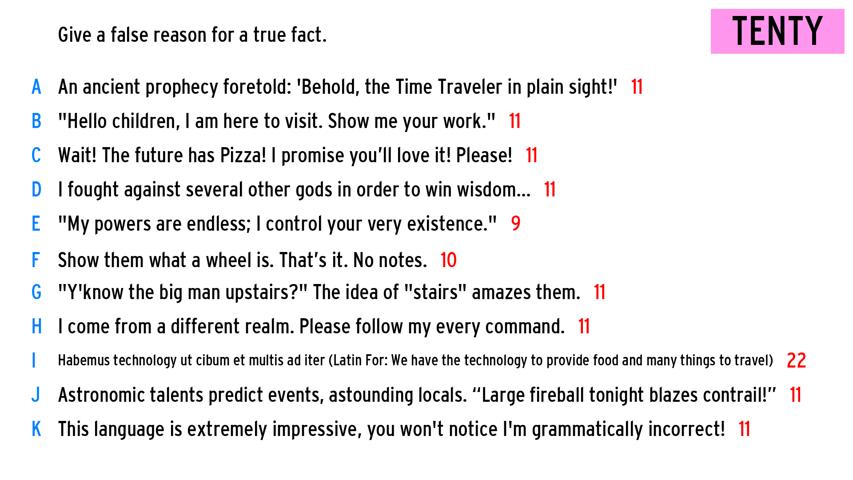 Give a false reason for a true fact.
TENTY
A An ancient prophecy foretold: 'Behold, the Time Traveler in plain sight!' 11
B "Hello children, I am here to visit. Show me your work." 11
C Wait! The future has Pizza! I promise you’ll love it! Please! 11
D I fought against several other gods in order to win wisdom... 11
E "My powers are endless; I control your very existence." 9
F Show them what a wheel is. That’s it. No notes. 10
G "Y'know the big man upstairs?" The idea of "stairs" amazes them. 11
H I come from a different realm. Please follow my every command. 11
I Habemus technology ut cibum et multis ad iter (Latin For: We have the technology to provide food and many things to travel) 22
J Astronomic talents predict events, astounding locals. “Large fireball tonight blazes contrail!” 11
K This language is extremely impressive, you won't notice I'm grammatically incorrect! 11